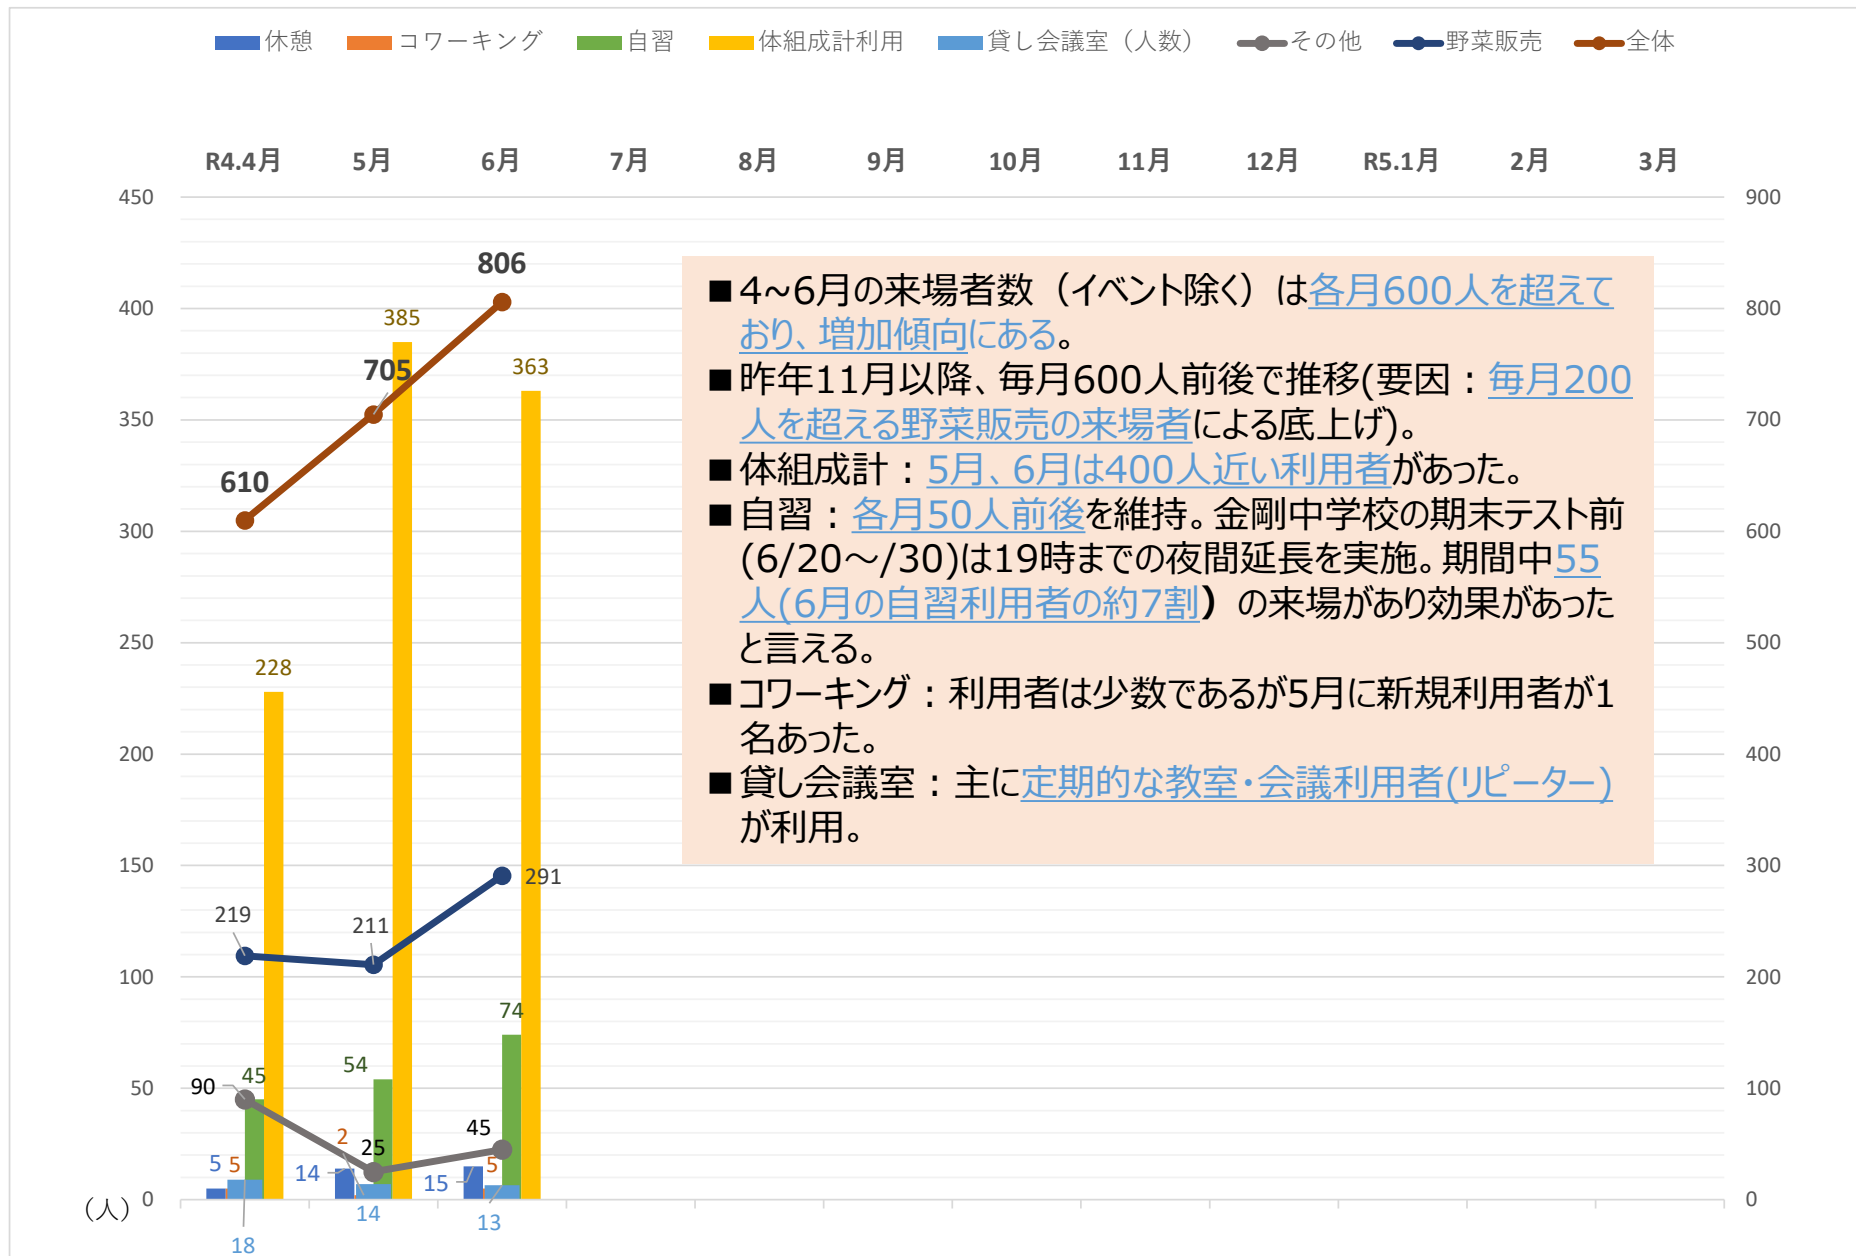 休憩 コワーキング 自習 体組成計利用 貸し会議室（人数） その他 野菜販売 全体
R4.4月 5月 6月 7月 8月 9月 10月 11月 12月 R5.1月 2月 3月
450 900
400 800
350 700
300 600
250 500
200 400
150 300
100 200
50 100
0 0
（人）
610
705
806
228
385
363
219
211
291
90
25
45
45
54
74
5
14
15
5
2
5
18
14
13
■4~6月の来場者数（イベント除く）は各月600人を超えて
おり、増加傾向にある。
■昨年11月以降、毎月600人前後で推移(要因：毎月200
人を超える野菜販売の来場者による底上げ)。
■体組成計：5月、6月は400人近い利用者があった。
■自習：各月50人前後を維持。金剛中学校の期末テスト前
(6/20～/30)は19時までの夜間延長を実施。期間中55
人(6月の自習利用者の約7割）の来場があり効果があった
と言える。
■コワーキング：利用者は少数であるが5月に新規利用者が1
名あった。
■貸し会議室：主に定期的な教室・会議利用者(リピーター)
が利用。